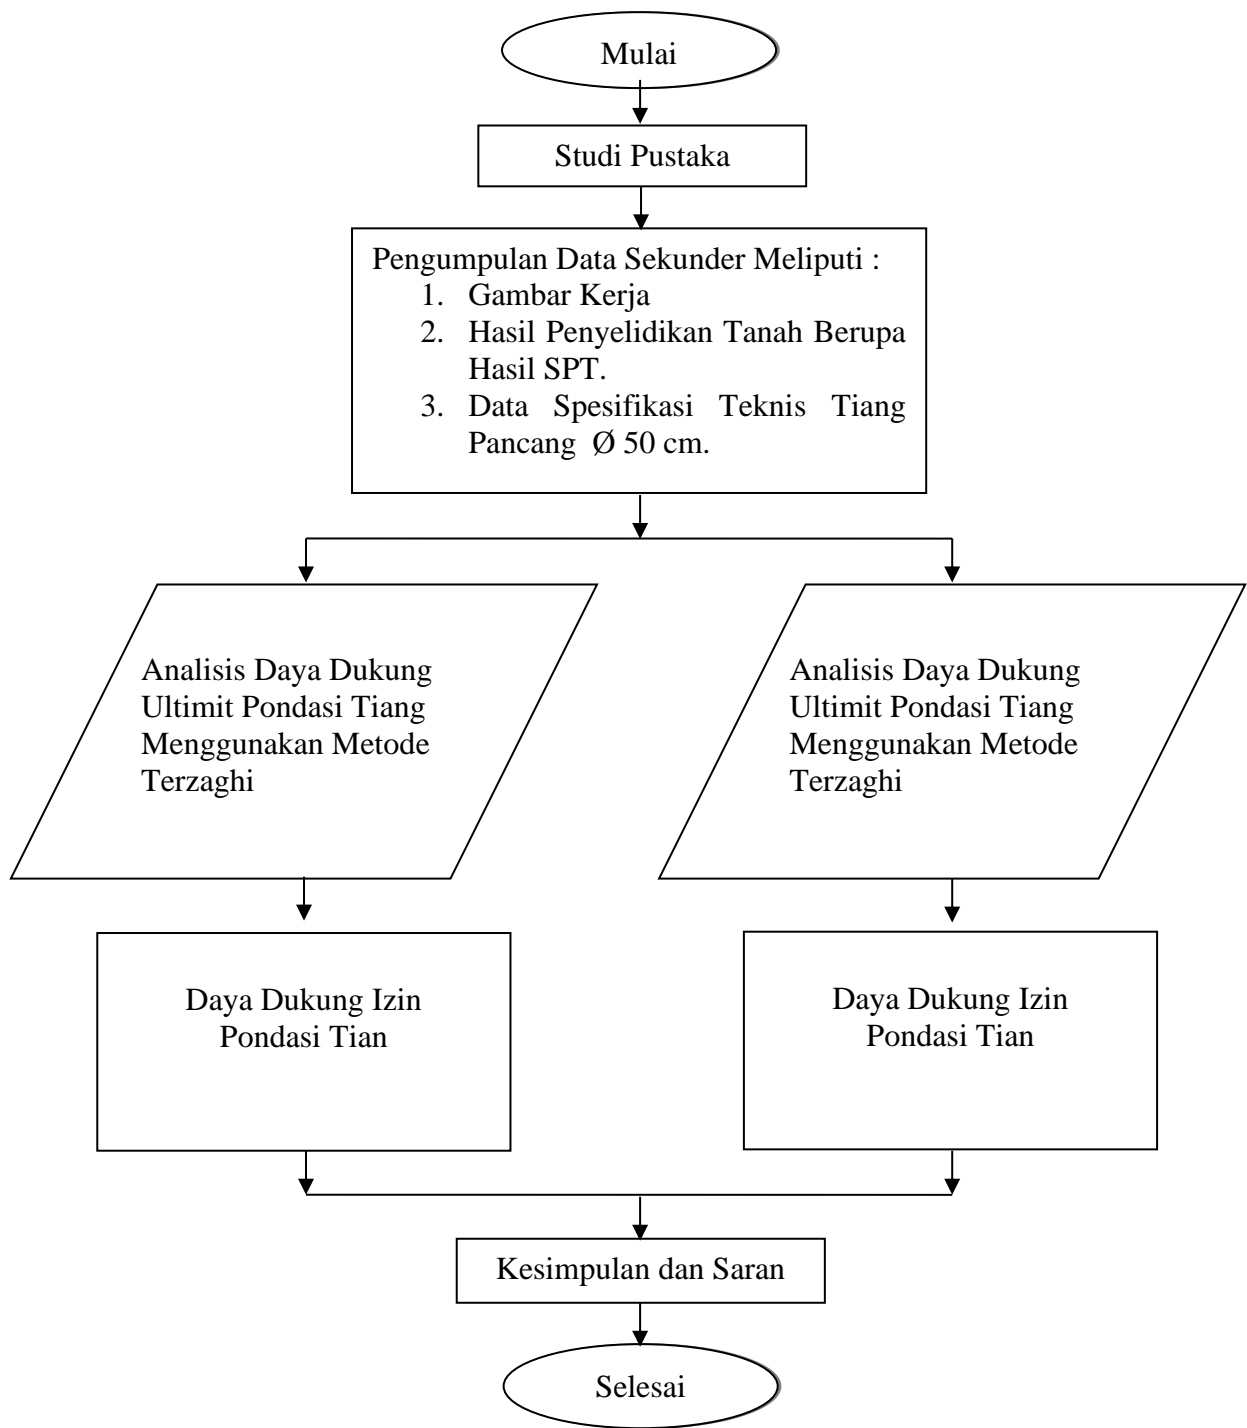 Mulai
Studi Pustaka
Pengumpulan Data Sekunder Meliputi :
1. Gambar Kerja
2. Hasil Penyelidikan Tanah Berupa
Hasil SPT.
3. Data Spesifikasi Teknis Tiang
Pancang Ø 50 cm.
Analisis Daya Dukung
Ultimit Pondasi Tiang
Menggunakan Metode
Terzaghi
Analisis Daya Dukung
Ultimit Pondasi Tiang
Menggunakan Metode
Terzaghi
Daya Dukung Izin
Pondasi Tian
Daya Dukung Izin
Pondasi Tian
Kesimpulan dan Saran
Selesai